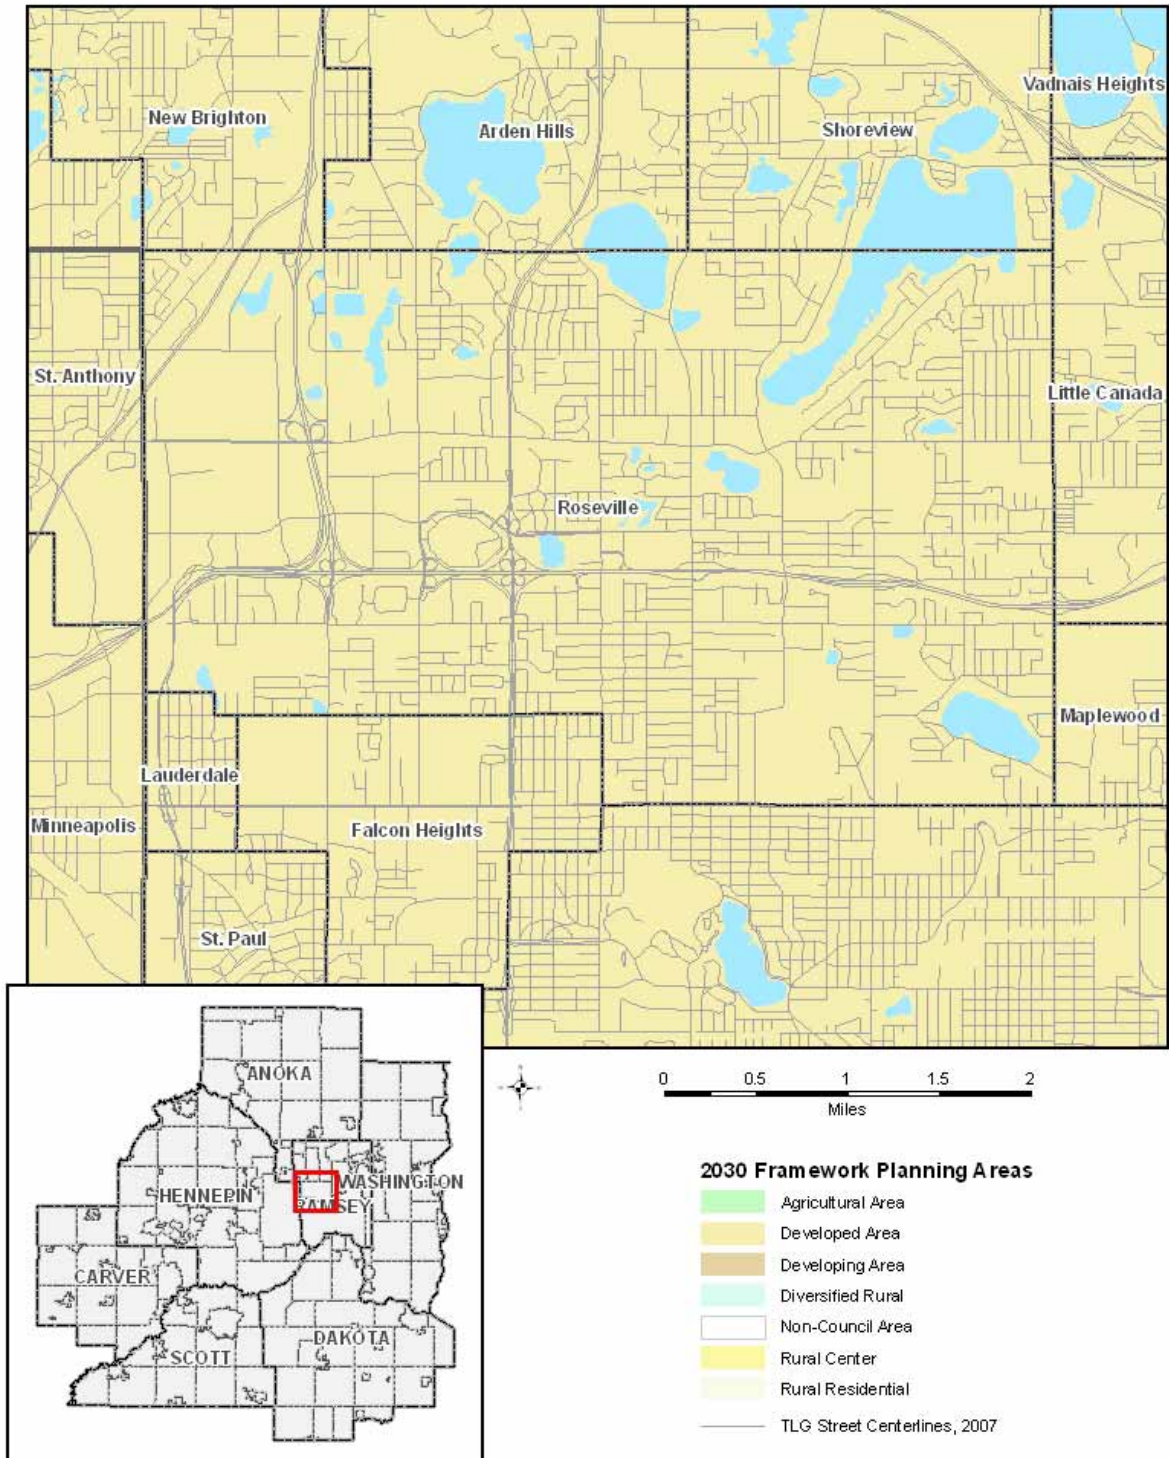 Vadnais Heights
New Brighton
Arden Hills
Shoreview
St. Anthony
Little Canada
Roseville
Maplewood
Lauderdale
Minneapolis
Falcon Heights
St. Paul
ANOKA
WASHINGTON
HENNEPIN
RAMSEY
CARVER
DAKOTA
SCOTT
0 0.5 1 1.5 2
Miles
2030 Framework Planning Areas
Agricultural Area
Developed Area
Developing Area
Diversified Rural
Non-Council Area
Rural Center
Rural Residential
TLG Street Centerlines, 2007